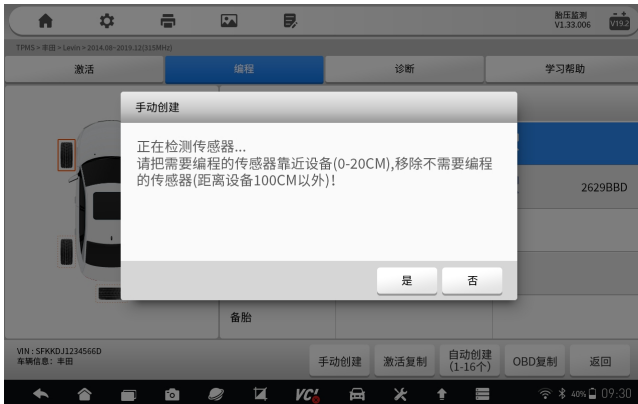 胎压监测
V1.33.006
V19.2
TPMS > 丰田 > Levin > 2014.08-2019.12(315MHz)
激活
编程
诊断
学习帮助
手动创建
正在检测传感器...
请把需要编程的传感器靠近设备(0-20CM),移除不需要编程
的传感器(距离设备100CM以外)!
2629BBD
是
否
备胎
VIN : SFKKDJ1234566D
车辆信息: 丰田
手动创建
激活复制
自动创建
(1-16个)
OBD复制
返回
VCI
40%
09:30